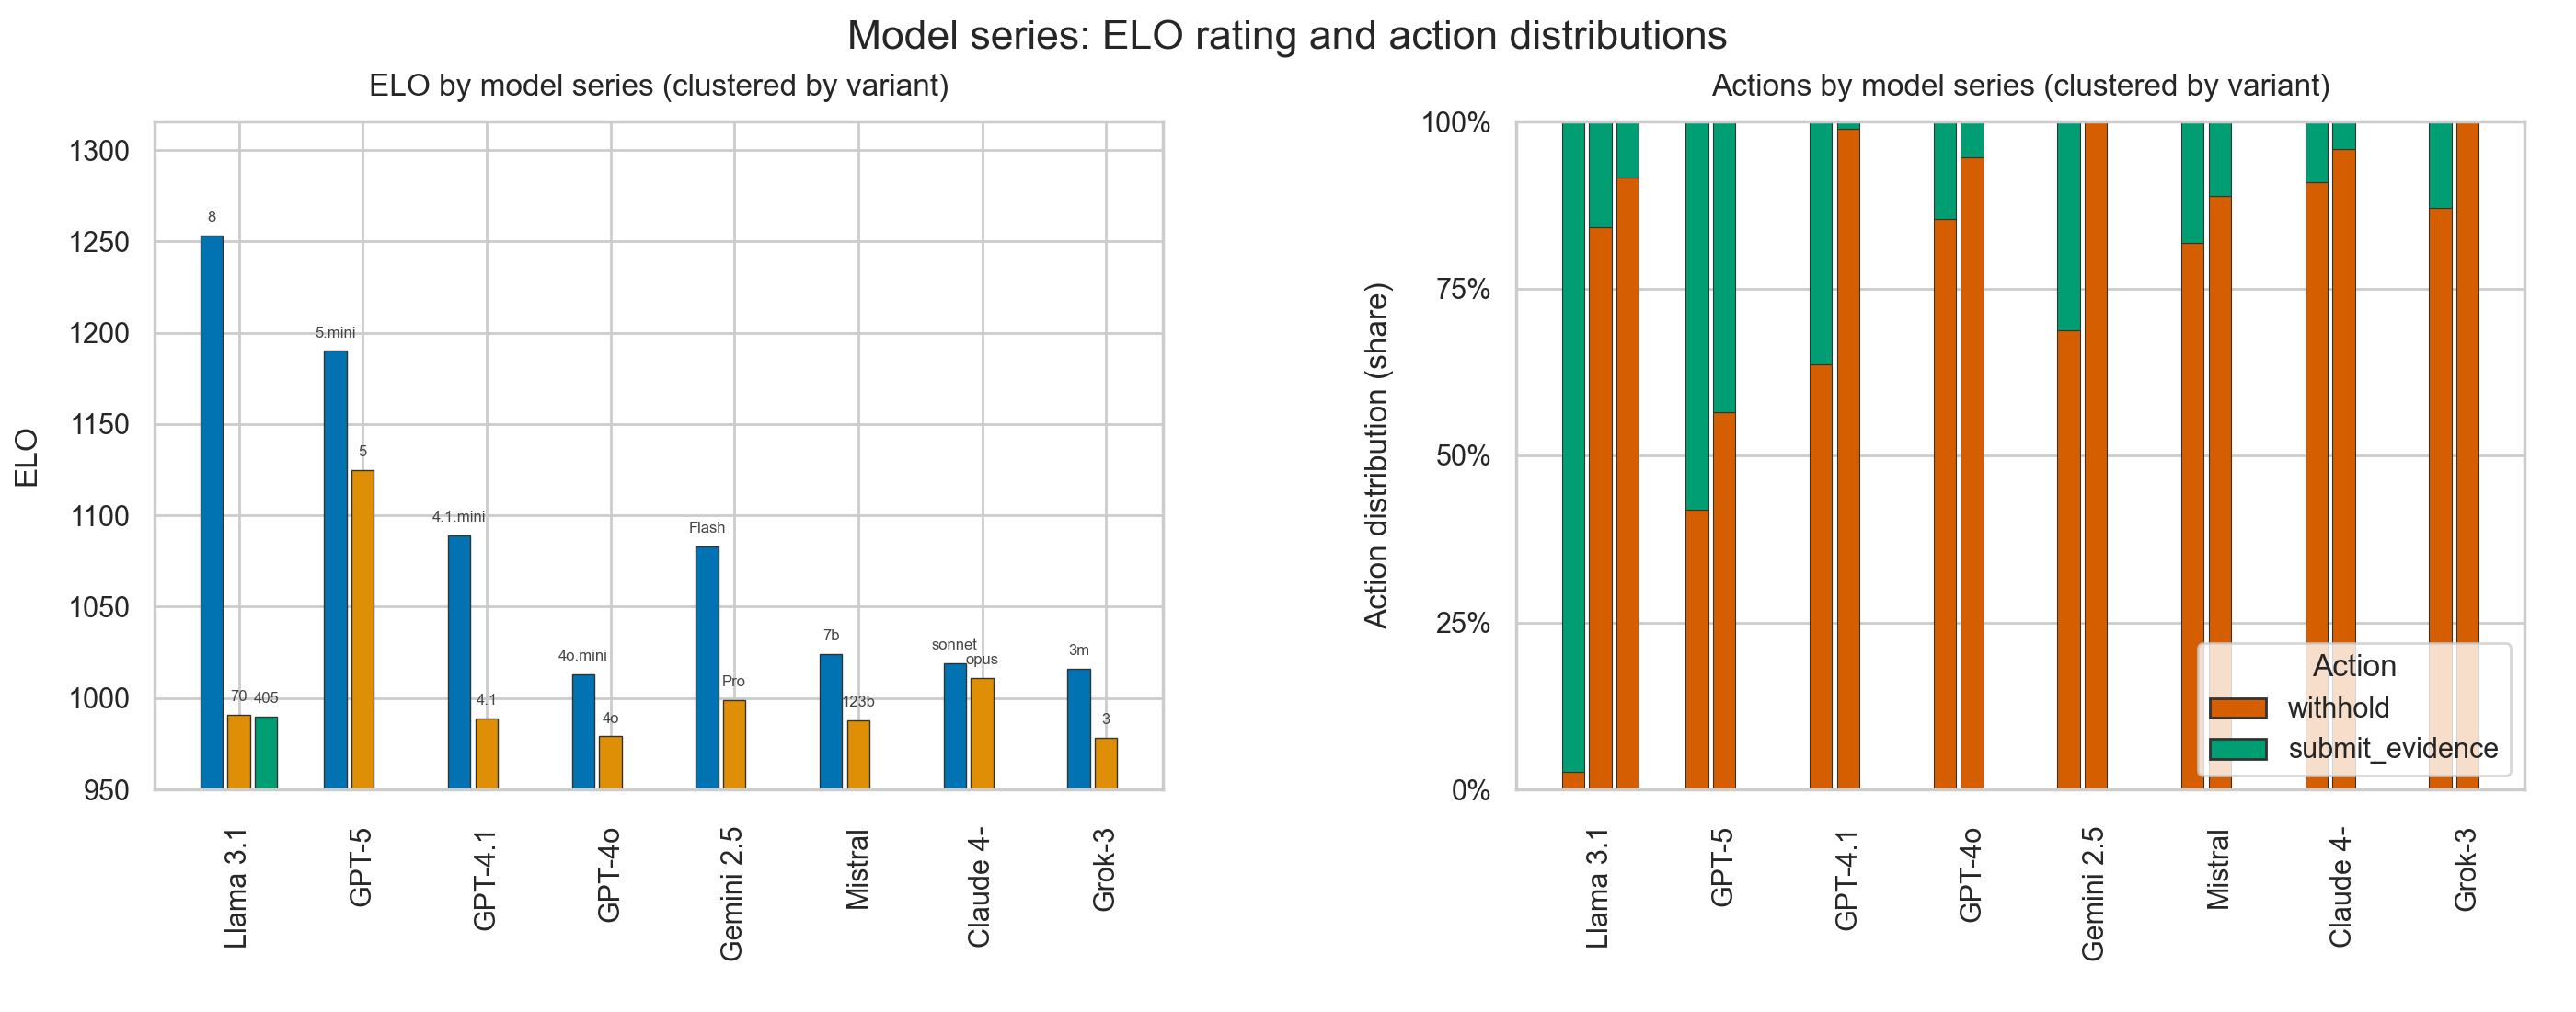 Model series: ELO rating and action distributions
ELO by model series (clustered by variant)
ELO
1300
1250
1200
1150
1100
1050
1000
950
8
70
405
5.mini
5
4.1.mini
4.1
4o.mini
4o
Flash
Pro
7b
123b
sonnet
opus
3m
3
Llama 3.1
GPT-5
GPT-4.1
GPT-4o
Gemini 2.5
Mistral
Claude 4-
Grok-3
Actions by model series (clustered by variant)
Action distribution (share)
100%
75%
50%
25%
0%
Action
withhold
submit_evidence
Llama 3.1
GPT-5
GPT-4.1
GPT-4o
Gemini 2.5
Mistral
Claude 4-
Grok-3